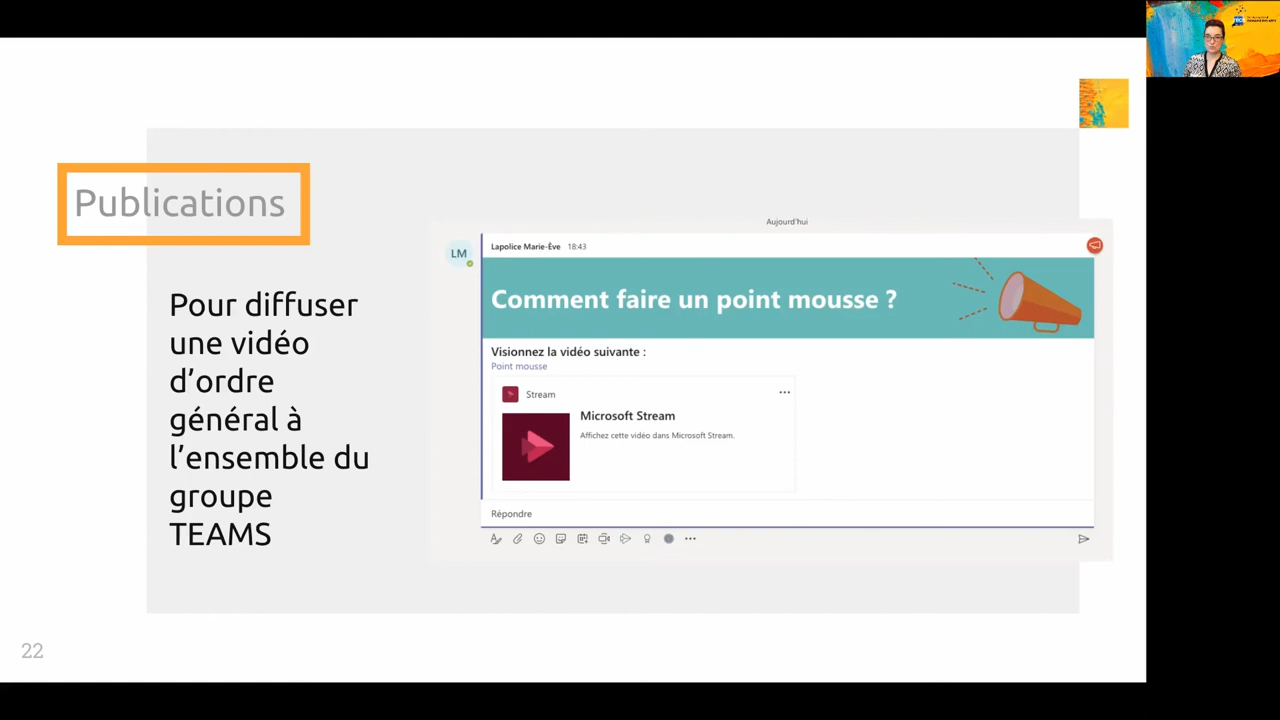 Publications
Pour diffuser
une vidéo
d’ordre
général à
l’ensemble du
groupe
TEAMS
Aujourd'hui
LM
Lapolice Marie-Ève 18:43
Comment faire un point mousse ?
Visionnez la vidéo suivante :
Point mousse
Stream
Microsoft Stream
Affichez cette vidéo dans Microsoft Stream.
Répondre
22